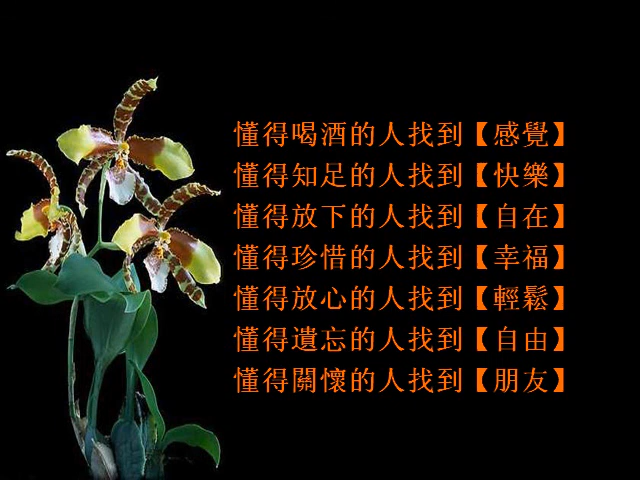 懂得喝酒的人找到【感覺】
懂得知足的人找到【快樂】
懂得放下的人找到【自在】
懂得珍惜的人找到【幸福】
懂得放心的人找到【輕鬆】
懂得遺忘的人找到【自由】
懂得關懷的人找到【朋友】